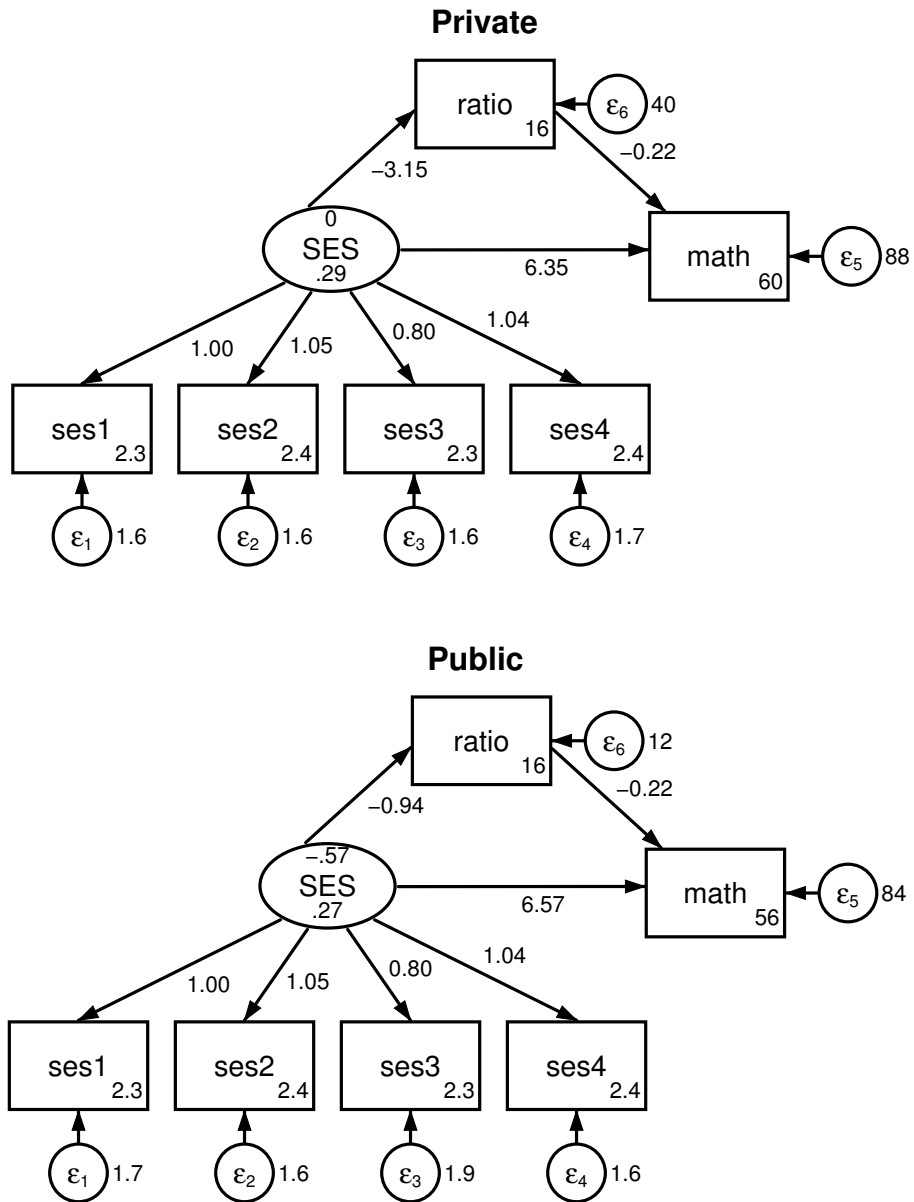 Private
ratio
16
ε6
40
−3.15
−0.22
0
SES
.29
6.35
math
60
ε5
88
1.00
1.05
0.80
1.04
ses1
2.3
ses2
2.4
ses3
2.3
ses4
2.4
ε1
1.6
ε2
1.6
ε3
1.6
ε4
1.7
Public
ratio
16
ε6
12
−0.94
−0.22
−.57
SES
.27
6.57
math
56
ε5
84
1.00
1.05
0.80
1.04
ses1
2.3
ses2
2.4
ses3
2.3
ses4
2.4
ε1
1.7
ε2
1.6
ε3
1.9
ε4
1.6